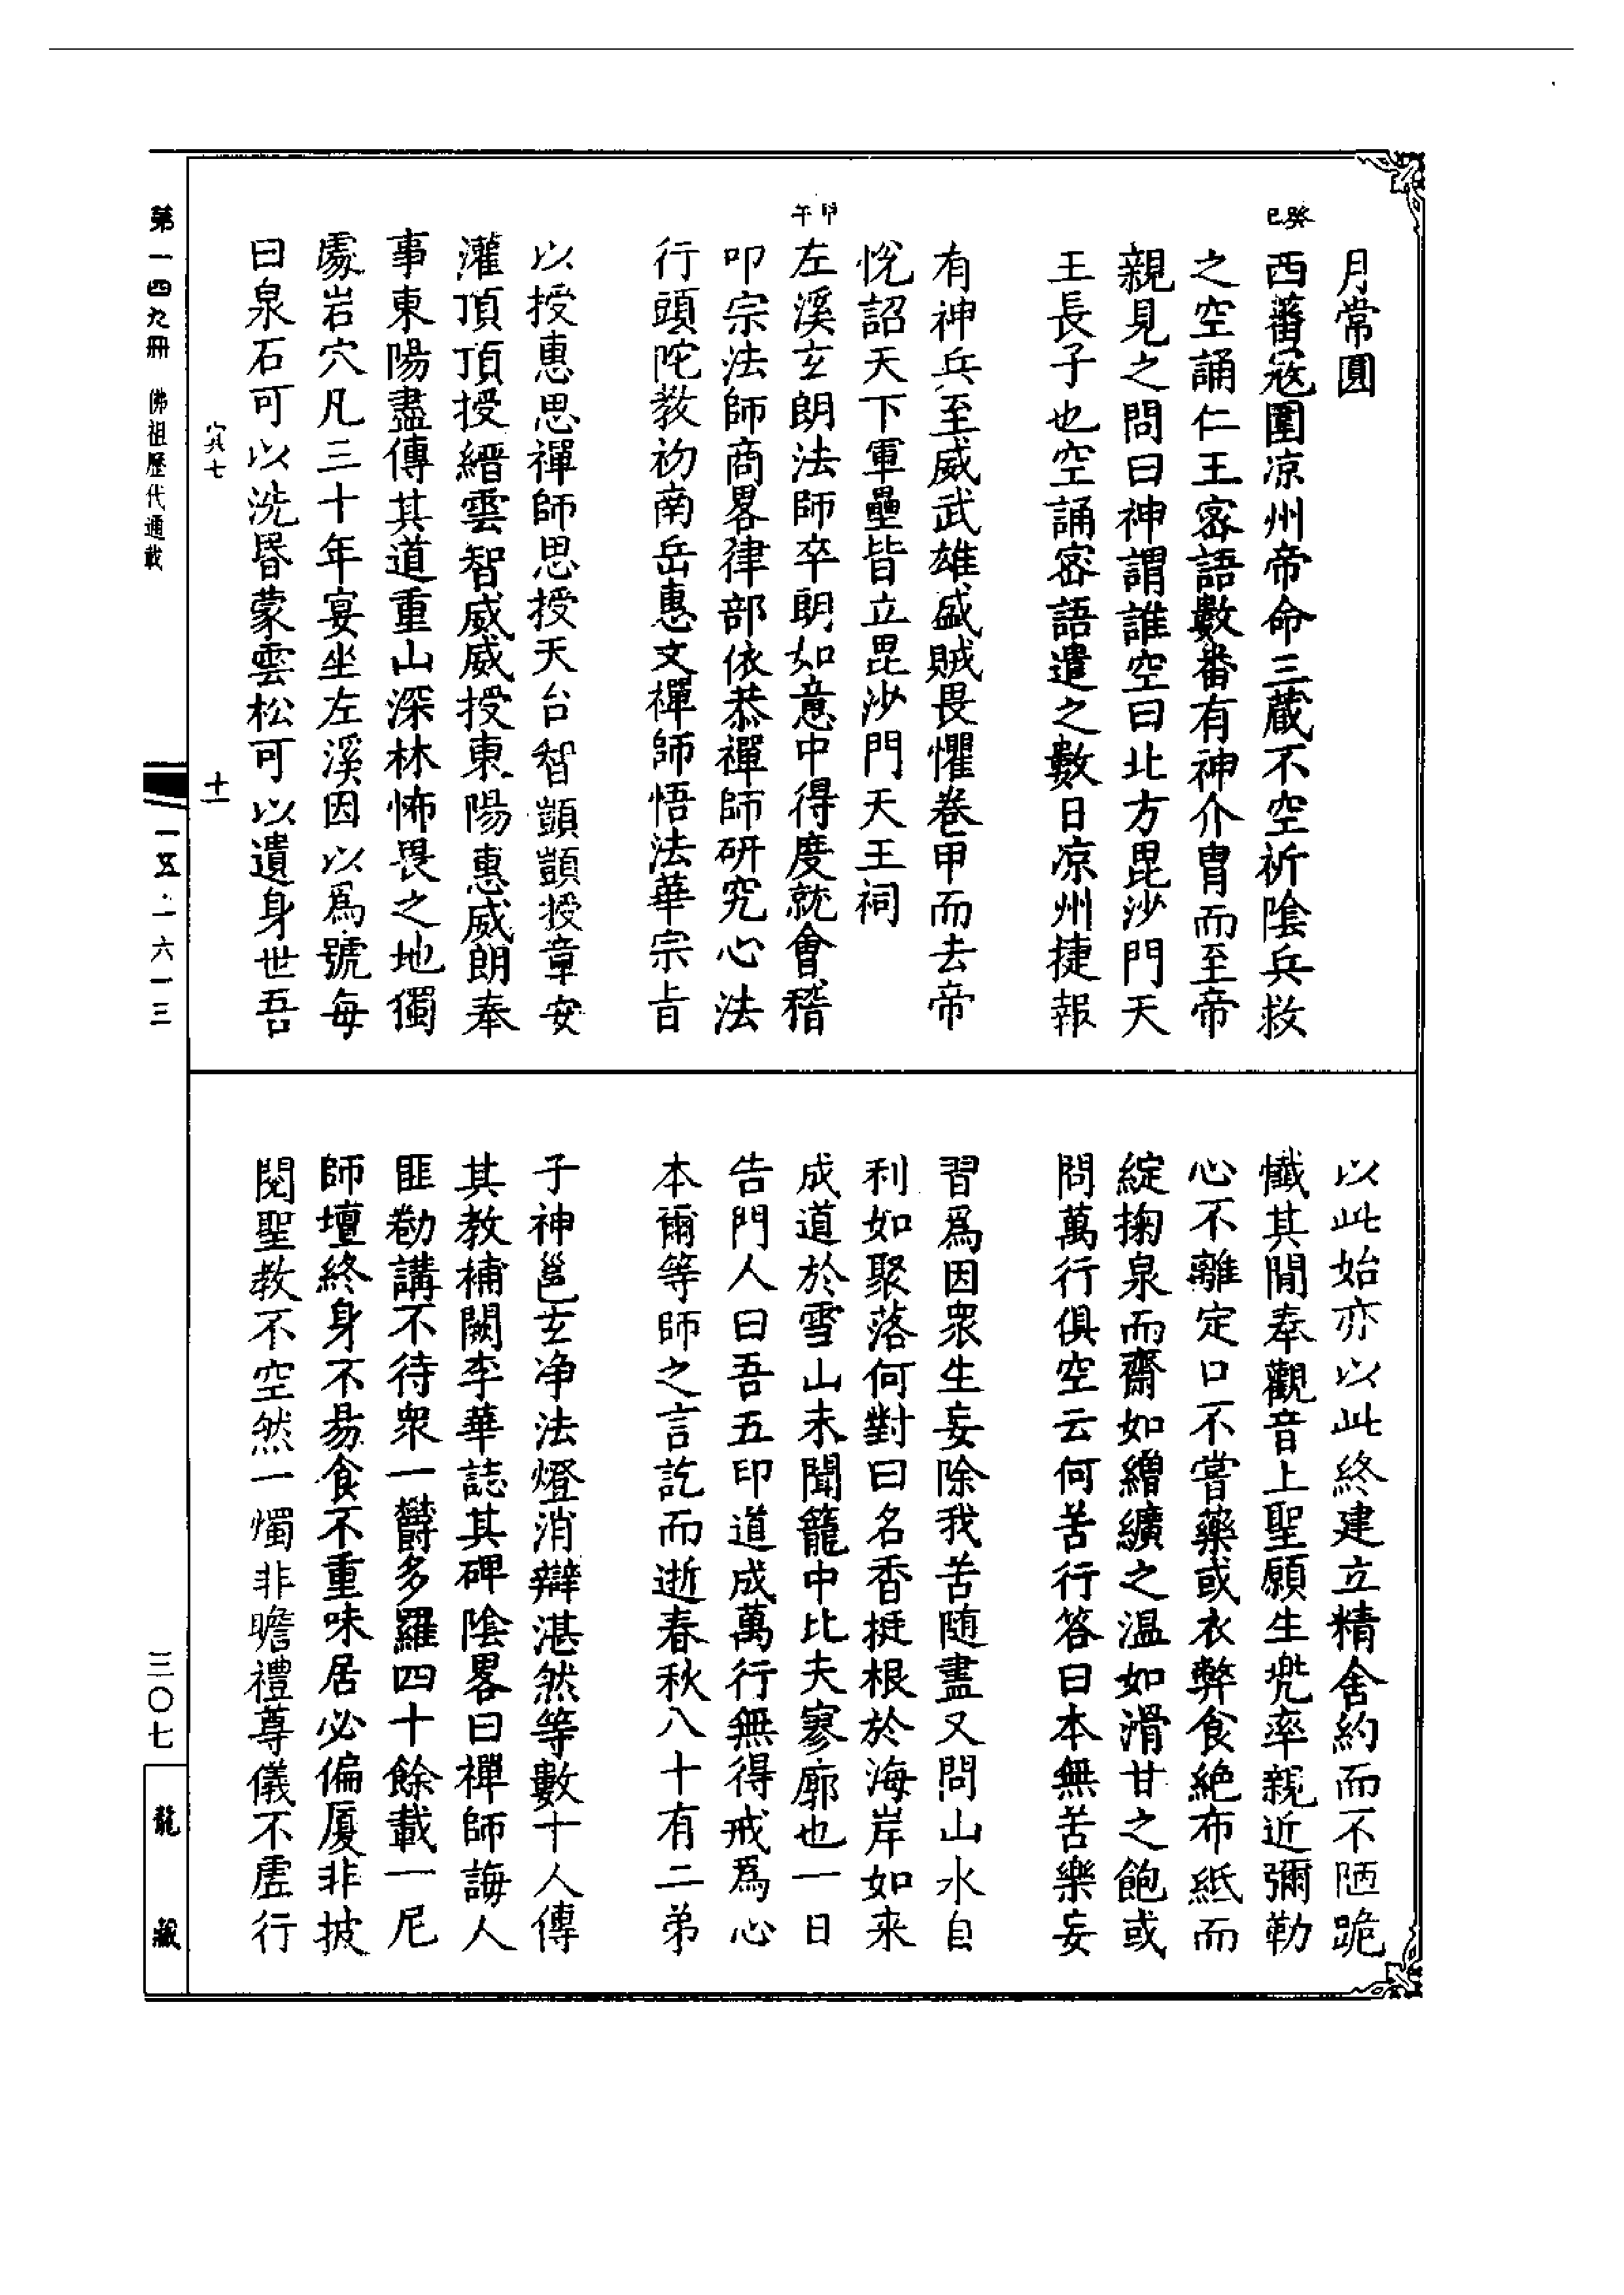 月常圓
癸巳
西蕃寇圍凉州帝命三藏不空祈陰兵救
之空誦仁王密語數番有神介胄而至帝
親見之問曰神謂誰空曰北方毘沙門天
王長子也空誦密語遣之數日凉州捷報
有神兵至威武雄盛賊畏懼卷甲而去帝
悅詔天下軍壘皆立毘沙門天王祠
甲午
左溪玄朗法師卒朗如意中得度就會稽
叩宗法師商畧律部依恭禪師研究心法
行頭陀教初南岳惠文禪師悟法華宗旨
以授惠思禪師思授天台智顗顗授章安
灌頂頂授縉雲智威威授東陽惠威朗奉
事東陽盡傳其道重山深林怖畏之地獨
處岩穴凡三十年宴坐左溪因以爲號每
曰泉石可以洗昏蒙雲松可以遺身世吾
以此始亦以此終建立精舍約而不陋跪
懺其間奉觀音上聖願生兠率親近彌勒
心不離定口不嘗藥或衣弊食絶布紙而
綻掬泉而齋如繒纊之温如滑甘之飽或
問萬行俱空云何苦行答曰本無苦樂妄
習爲因衆生妄除我苦随盡又問山水自
利如聚落何對曰名香挺根於海岸如来
成道於雪山未聞籠中比夫寥廓也一日
告門人曰吾五印道成萬行無得戒爲心
本爾等師之言訖而逝春秋八十有二弟
子神邕玄净法燈消辯湛然等數十人傳
其教補闕李華誌其碑陰畧曰禪師誨人
匪勌講不待衆一欝多羅四十餘載一尼
師壇終身不易食不重味居必偏厦非披
閱聖教不空然一燭非瞻禮尊儀不虛行
冥七
十一
第一四九冊 佛祖歷代通載
一五·一六一三
三〇七
龍藏